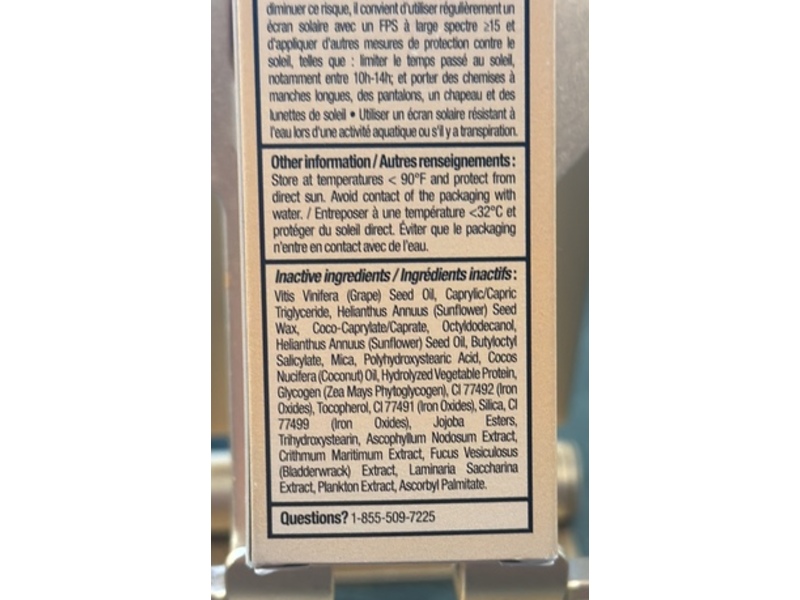 diminuer ce risque, il convient d'utiliser régulièrement un
écran solaire avec un FPS à large spectre ≥15 et
d'appliquer d'autres mesures de protection contre le
soleil, telles que : limiter le temps passé au soleil,
notamment entre 10h-14h; et porter des chemises à
manches longues, des pantalons, un chapeau et des
lunettes de soleil • Utiliser un écran solaire résistant à
l'eau lors d'une activité aquatique ou s'il y a transpiration.
Other information / Autres renseignements :
Store at temperatures < 90°F and protect from
direct sun. Avoid contact of the packaging with
water. / Entreposer à une température <32°C et
protéger du soleil direct. Éviter que le packaging
n'entre en contact avec de l'eau.
Inactive ingredients / Ingrédients inactifs :
Vitis Vinifera (Grape) Seed Oil, Caprylic/Capric
Triglyceride, Helianthus Annuus (Sunflower) Seed
Wax, Coco-Caprylate/Caprate, Octyldodecanol,
Helianthus Annuus (Sunflower) Seed Oil, Butyloctyl
Salicylate, Mica, Polyhydroxystearic Acid, Cocos
Nucifera (Coconut) Oil, Hydrolyzed Vegetable Protein,
Glycogen (Zea Mays Phytoglycogen), CI 77492 (Iron
Oxides), Tocopherol, CI 77491 (Iron Oxides), Silica, CI
77499 (Iron Oxides), Jojoba Esters,
Trihydroxystearin, Ascophyllum Nodosum Extract,
Crithmum Maritimum Extract, Fucus Vesiculosus
(Bladderwrack) Extract, Laminaria Saccharina
Extract, Plankton Extract, Ascorbyl Palmitate.
Questions? 1-855-509-7225